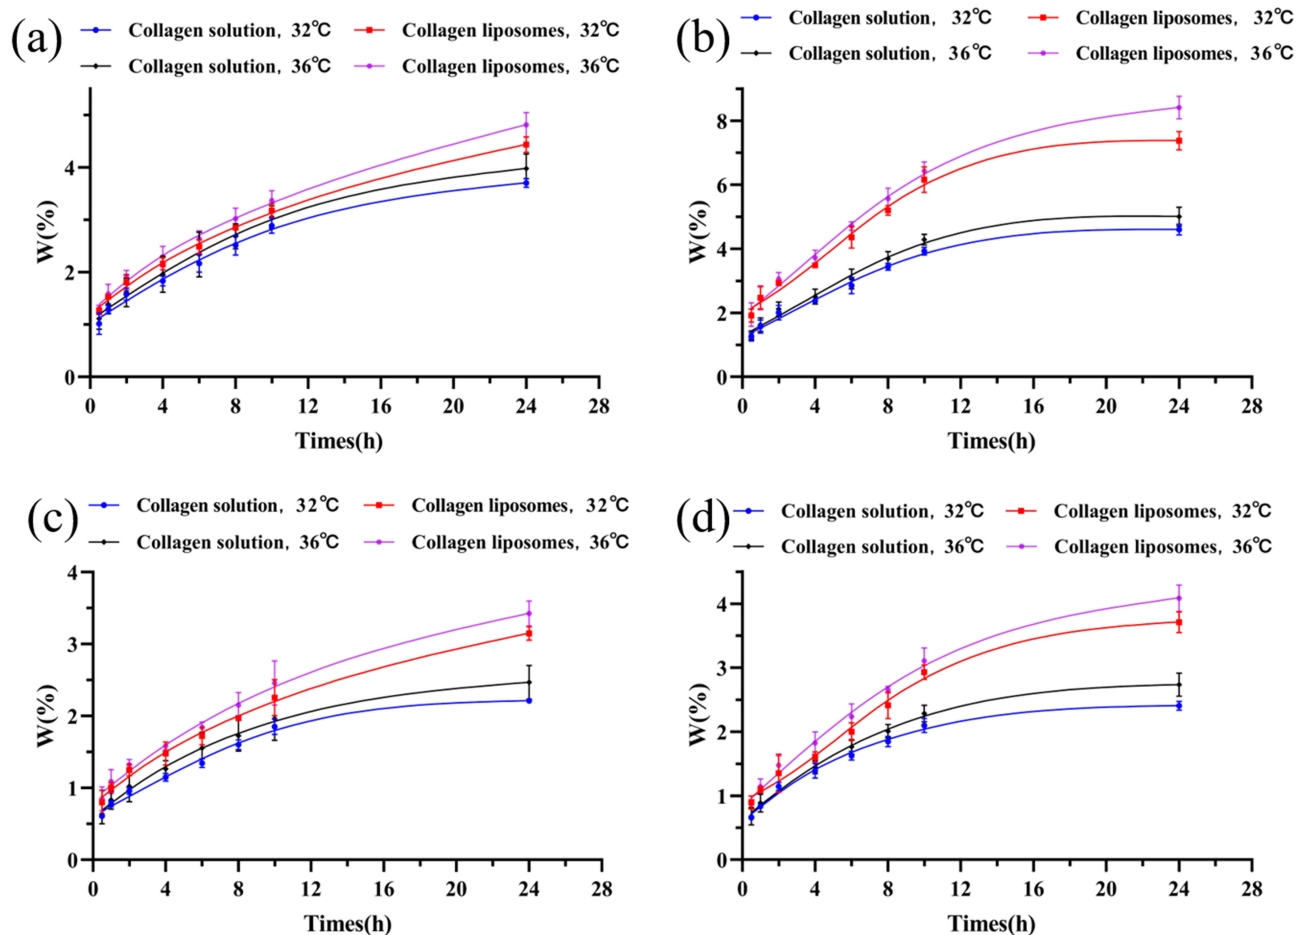 (a)
Collagen solution, 32℃ Collagen liposomes, 32℃
Collagen solution, 36℃ Collagen liposomes, 36℃
W(%)
4
2
0
0 4 8 12 16 20 24 28
Times(h)
(b)
Collagen solution, 32℃ Collagen liposomes, 32℃
Collagen solution, 36℃ Collagen liposomes, 36℃
W(%)
8
6
4
2
0
0 4 8 12 16 20 24 28
Times(h)
(c)
Collagen solution, 32℃ Collagen liposomes, 32℃
Collagen solution, 36℃ Collagen liposomes, 36℃
W(%)
4
3
2
1
0
0 4 8 12 16 20 24 28
Times(h)
(d)
Collagen solution, 32℃ Collagen liposomes, 32℃
Collagen solution, 36℃ Collagen liposomes, 36℃
W(%)
4
3
2
1
0
0 4 8 12 16 20 24 28
Times(h)